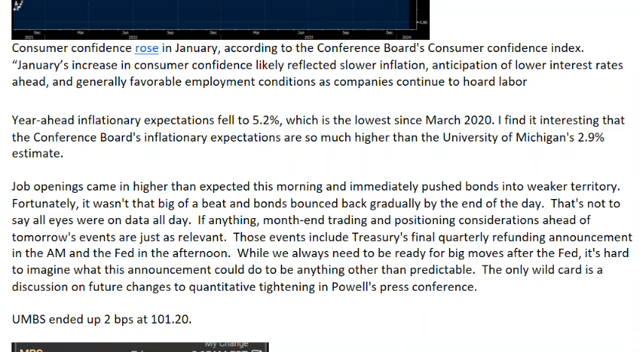 Consumer confidence rose in January, according to the Conference Board's Consumer confidence index.
"January's increase in consumer confidence likely reflected slower inflation, anticipation of lower interest rates
ahead, and generally favorable employment conditions as companies continue to hoard labor
Year-ahead inflationary expectations fell to 5.2%, which is the lowest since March 2020. I find it interesting that
the Conference Board's inflationary expectations are so much higher than the University of Michigan's 2.9%
estimate.
Job openings came in higher than expected this morning and immediately pushed bonds into weaker territory.
Fortunately, it wasn't that big of a beat and bonds bounced back gradually by the end of the day.  That's not to
say all eyes were on data all day.  If anything, month-end trading and positioning considerations ahead of
tomorrow's events are just as relevant.  Those events include Treasury's final quarterly refunding announcement
in the AM and the Fed in the afternoon.  While we always need to be ready for big moves after the Fed, it's hard
to imagine what this announcement could do to be anything other than predictable.  The only wild card is a
discussion on future changes to quantitative tightening in Powell's press conference.
UMBS ended up 2 bps at 101.20.
My Change